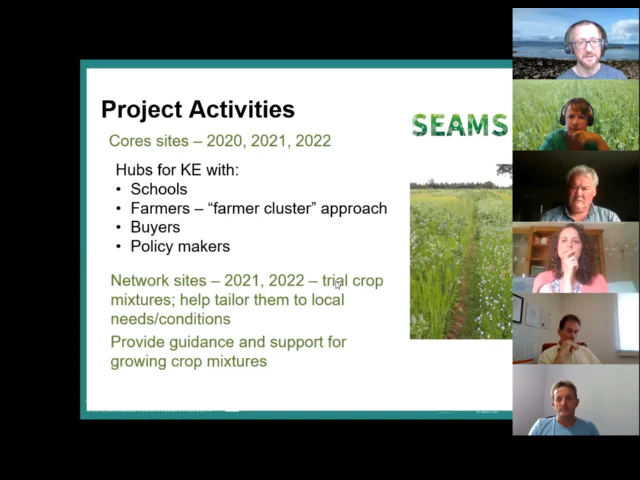 Project Activities
SEAMS
Cores sites – 2020, 2021, 2022
Hubs for KE with:
• Schools
• Farmers – “farmer cluster” approach
• Buyers
• Policy makers
Network sites – 2021, 2022 – trial crop
mixtures; help tailor them to local
needs/conditions
Provide guidance and support for
growing crop mixtures